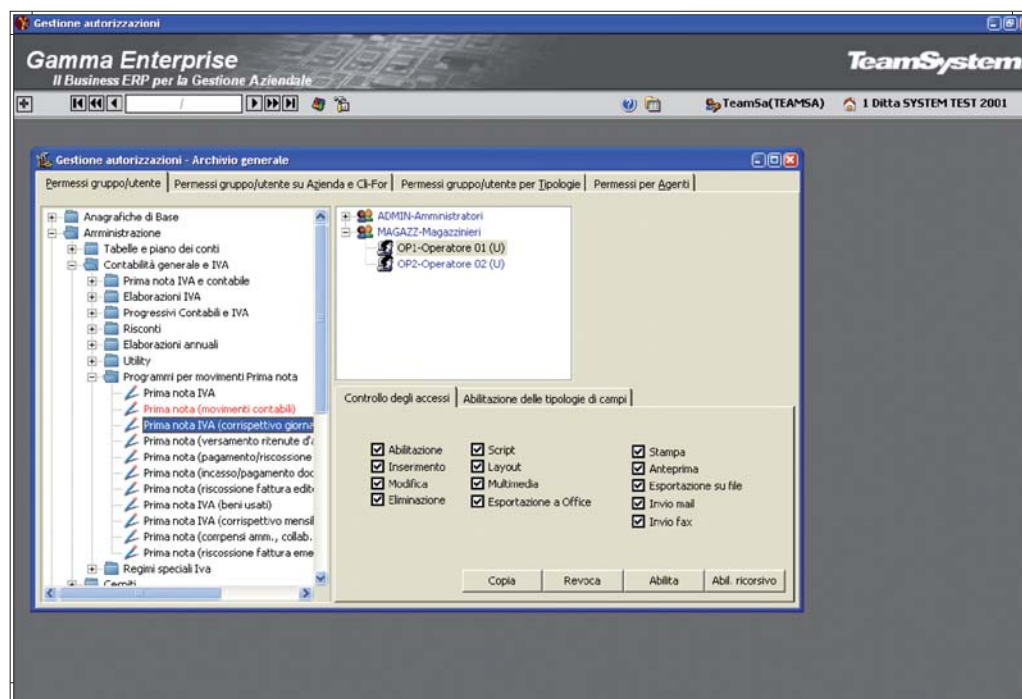 Gestione autorizzazioni
Gamma Enterprise
Il Business ERP per la Gestione Aziendale
TeamSystem
/
TeamSa(TEAMSA)
1 Ditta SYSTEM TEST 2001
Gestione autorizzazioni - Archivio generale
Permessi gruppo/utente
Permessi gruppo/utente su Azienda e Cli-For
Permessi gruppo/utente per Tipologie
Permessi per Agenti
Anagrafiche di Base
Amministrazione
Tabelle e piano dei conti
Contabilità generale e IVA
Prima nota IVA e contabile
Elaborazioni IVA
Progressivi Contabili e IVA
Risconti
Elaborazioni annuali
Utility
Programmi per movimenti Prima nota
Prima nota IVA
Prima nota (movimenti contabili)
Prima nota IVA (corrispettivo giorna
Prima nota (versamento ritenute d'a
Prima nota (pagamento/riscossione
Prima nota (incasso/pagamento doc
Prima nota (riscossione fattura edit
Prima nota IVA (beni usati)
Prima nota IVA (corrispettivo mensil
Prima nota (compensi amm., collab.
Prima nota (riscossione fattura eme
Regimi speciali Iva
Cespiti
ADMIN-Amministratori
MAGAZZ-Magazzinieri
OP1-Operatore 01 (U)
OP2-Operatore 02 (U)
Controllo degli accessi
Abilitazione delle tipologie di campi
Abilitazione
Inserimento
Modifica
Eliminazione
Script
Layout
Multimedia
Esportazione a Office
Stampa
Anteprima
Esportazione su file
Invio mail
Invio fax
Copia
Revoca
Abilita
Abil. ricorsivo